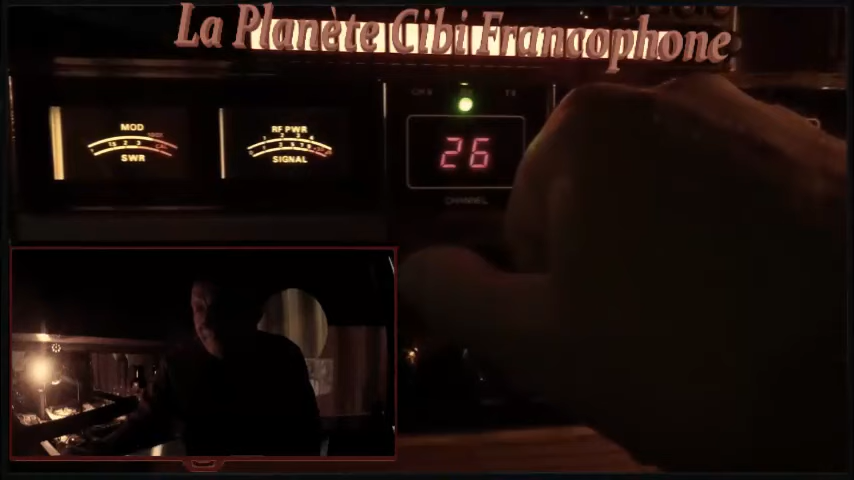 La Planète Cibi Francophone
MOD
SWR
RF PWR
SIGNAL
26
CHANNEL